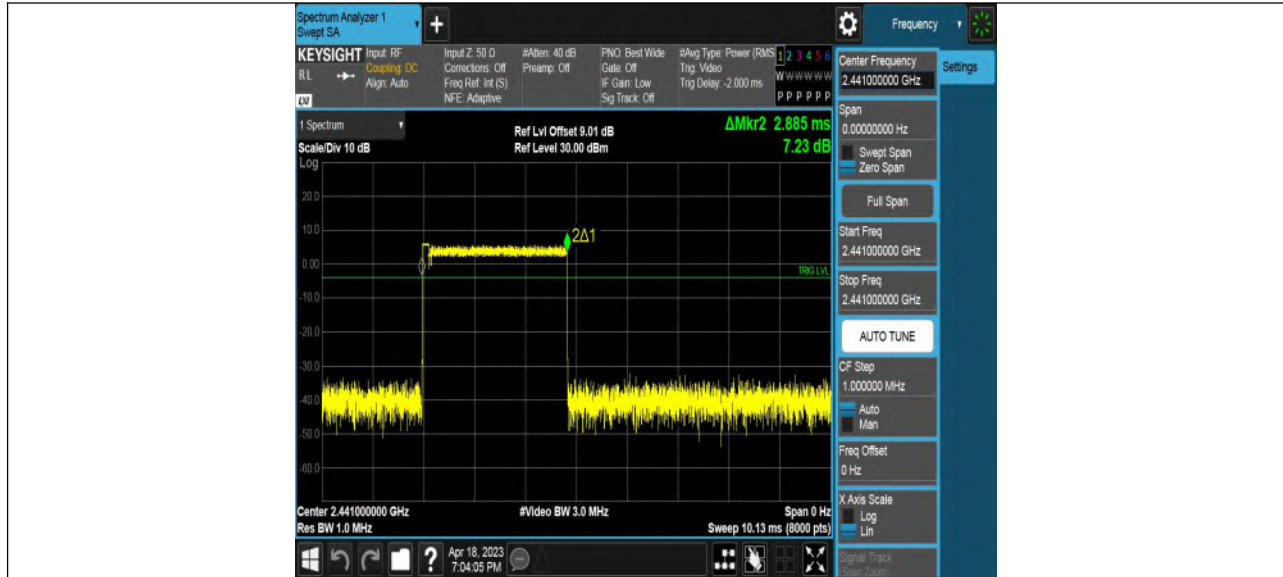 Spectrum Analyzer 1
Swept SA
+
Frequency
KEYSIGHT
RL
LXI
Input: RF
Coupling: DC
Align: Auto
Input Z: 50 Ω
Corrections: Off
Freq Ref: Int (S)
NFE: Adaptive
#Atten: 40 dB
Preamp: Off
PNO: Best Wide
Gate: Off
IF Gain: Low
Sig Track: Off
#Avg Type: Power (RMS
Trig: Video
Trig Delay: -2.000 ms
1 2 3 4 5 6
W W W W W W
P P P P P P
Center Frequency
2.441000000 GHz
Settings
Span
0.00000000 Hz
Swept Span
Zero Span
Full Span
Start Freq
2.441000000 GHz
Stop Freq
2.441000000 GHz
AUTO TUNE
CF Step
1.000000 MHz
Auto
Man
Freq Offset
0 Hz
X Axis Scale
Log
Lin
Signal Track
(Span Zoom)
1 Spectrum
Scale/Div 10 dB
Ref Lvl Offset 9.01 dB
Ref Level 30.00 dBm
ΔMkr2 2.885 ms
7.23 dB
Log
20.0
10.0
2Δ1
0.00
TRIG LVL
-10.0
-20.0
-30.0
-40.0
-50.0
-60.0
Center 2.441000000 GHz
Res BW 1.0 MHz
#Video BW 3.0 MHz
Span 0 Hz
Sweep 10.13 ms (8000 pts)
?
Apr 18, 2023
7:04:05 PM